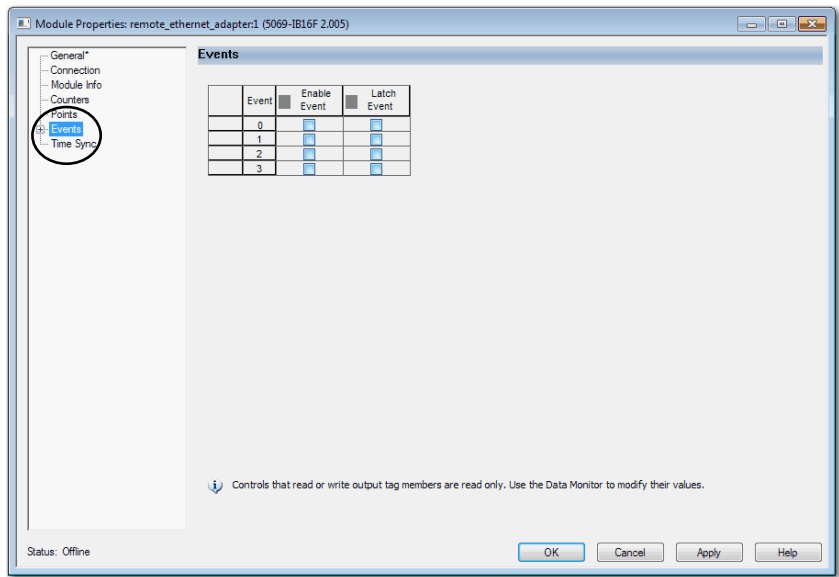 Module Properties: remote_ethernet_adapter:1 (5069-IB16F 2.005)
General*
Connection
Module Info
Counters
Points
Events
Time Sync
Events
Event Enable Event Latch Event
0
1
2
3
Controls that read or write output tag members are read only. Use the Data Monitor to modify their values.
Status: Offline
OK Cancel Apply Help